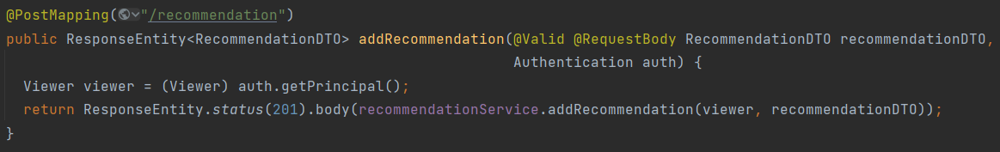 @PostMapping("/recommendation")
public ResponseEntity<RecommendationDTO> addRecommendation(@Valid @RequestBody RecommendationDTO recommendationDTO,
Authentication auth) {
Viewer viewer = (Viewer) auth.getPrincipal();
return ResponseEntity.status(201).body(recommendationService.addRecommendation(viewer, recommendationDTO));
}